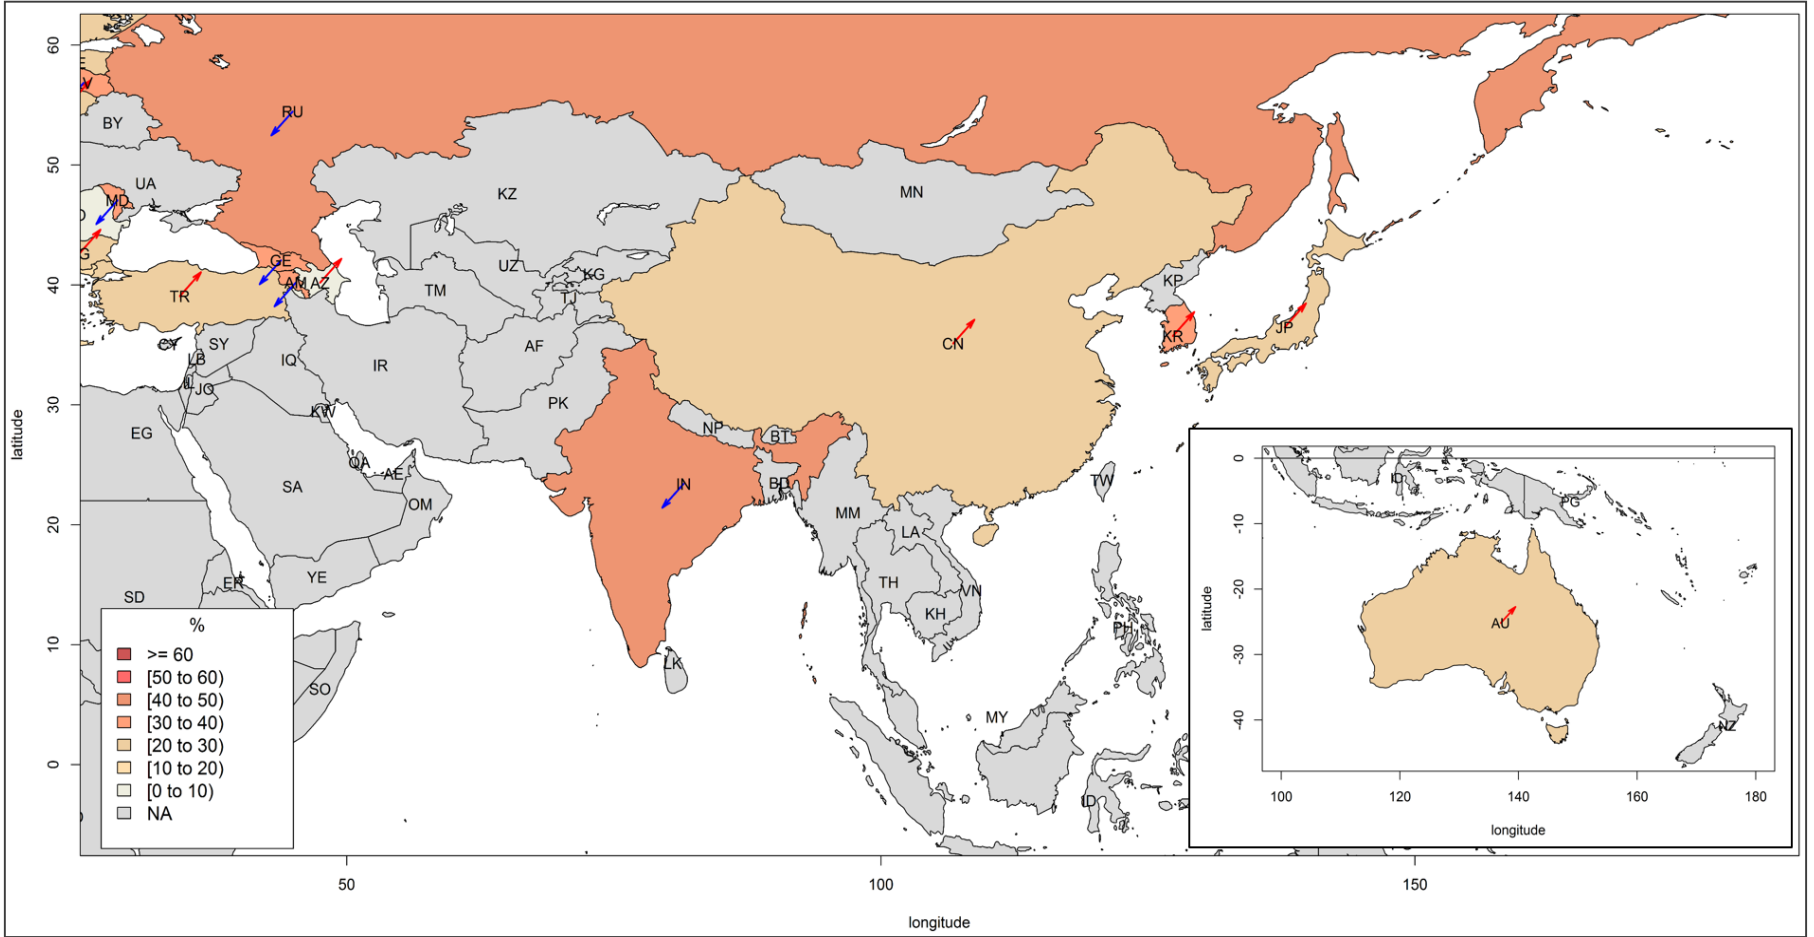 60
50
40
30
20
10
0
latitude
50
100
150
longitude
RU
BY
UA
MD
KZ
MN
GE
AM
AZ
TR
UZ
KG
TM
TJ
KP
KR
JP
CN
CY
SY
LB
IL
JO
IQ
IR
AF
PK
KW
EG
NP
BT
QA
AE
SA
OM
IN
BD
TW
MM
LA
YE
ER
SD
TH
VN
KH
PH
LK
SO
MY
ID
%
>= 60
[50 to 60)
[40 to 50)
[30 to 40)
[20 to 30)
[10 to 20)
[0 to 10)
NA
0
-10
-20
-30
-40
latitude
ID
PG
AU
NZ
100
120
140
160
180
longitude